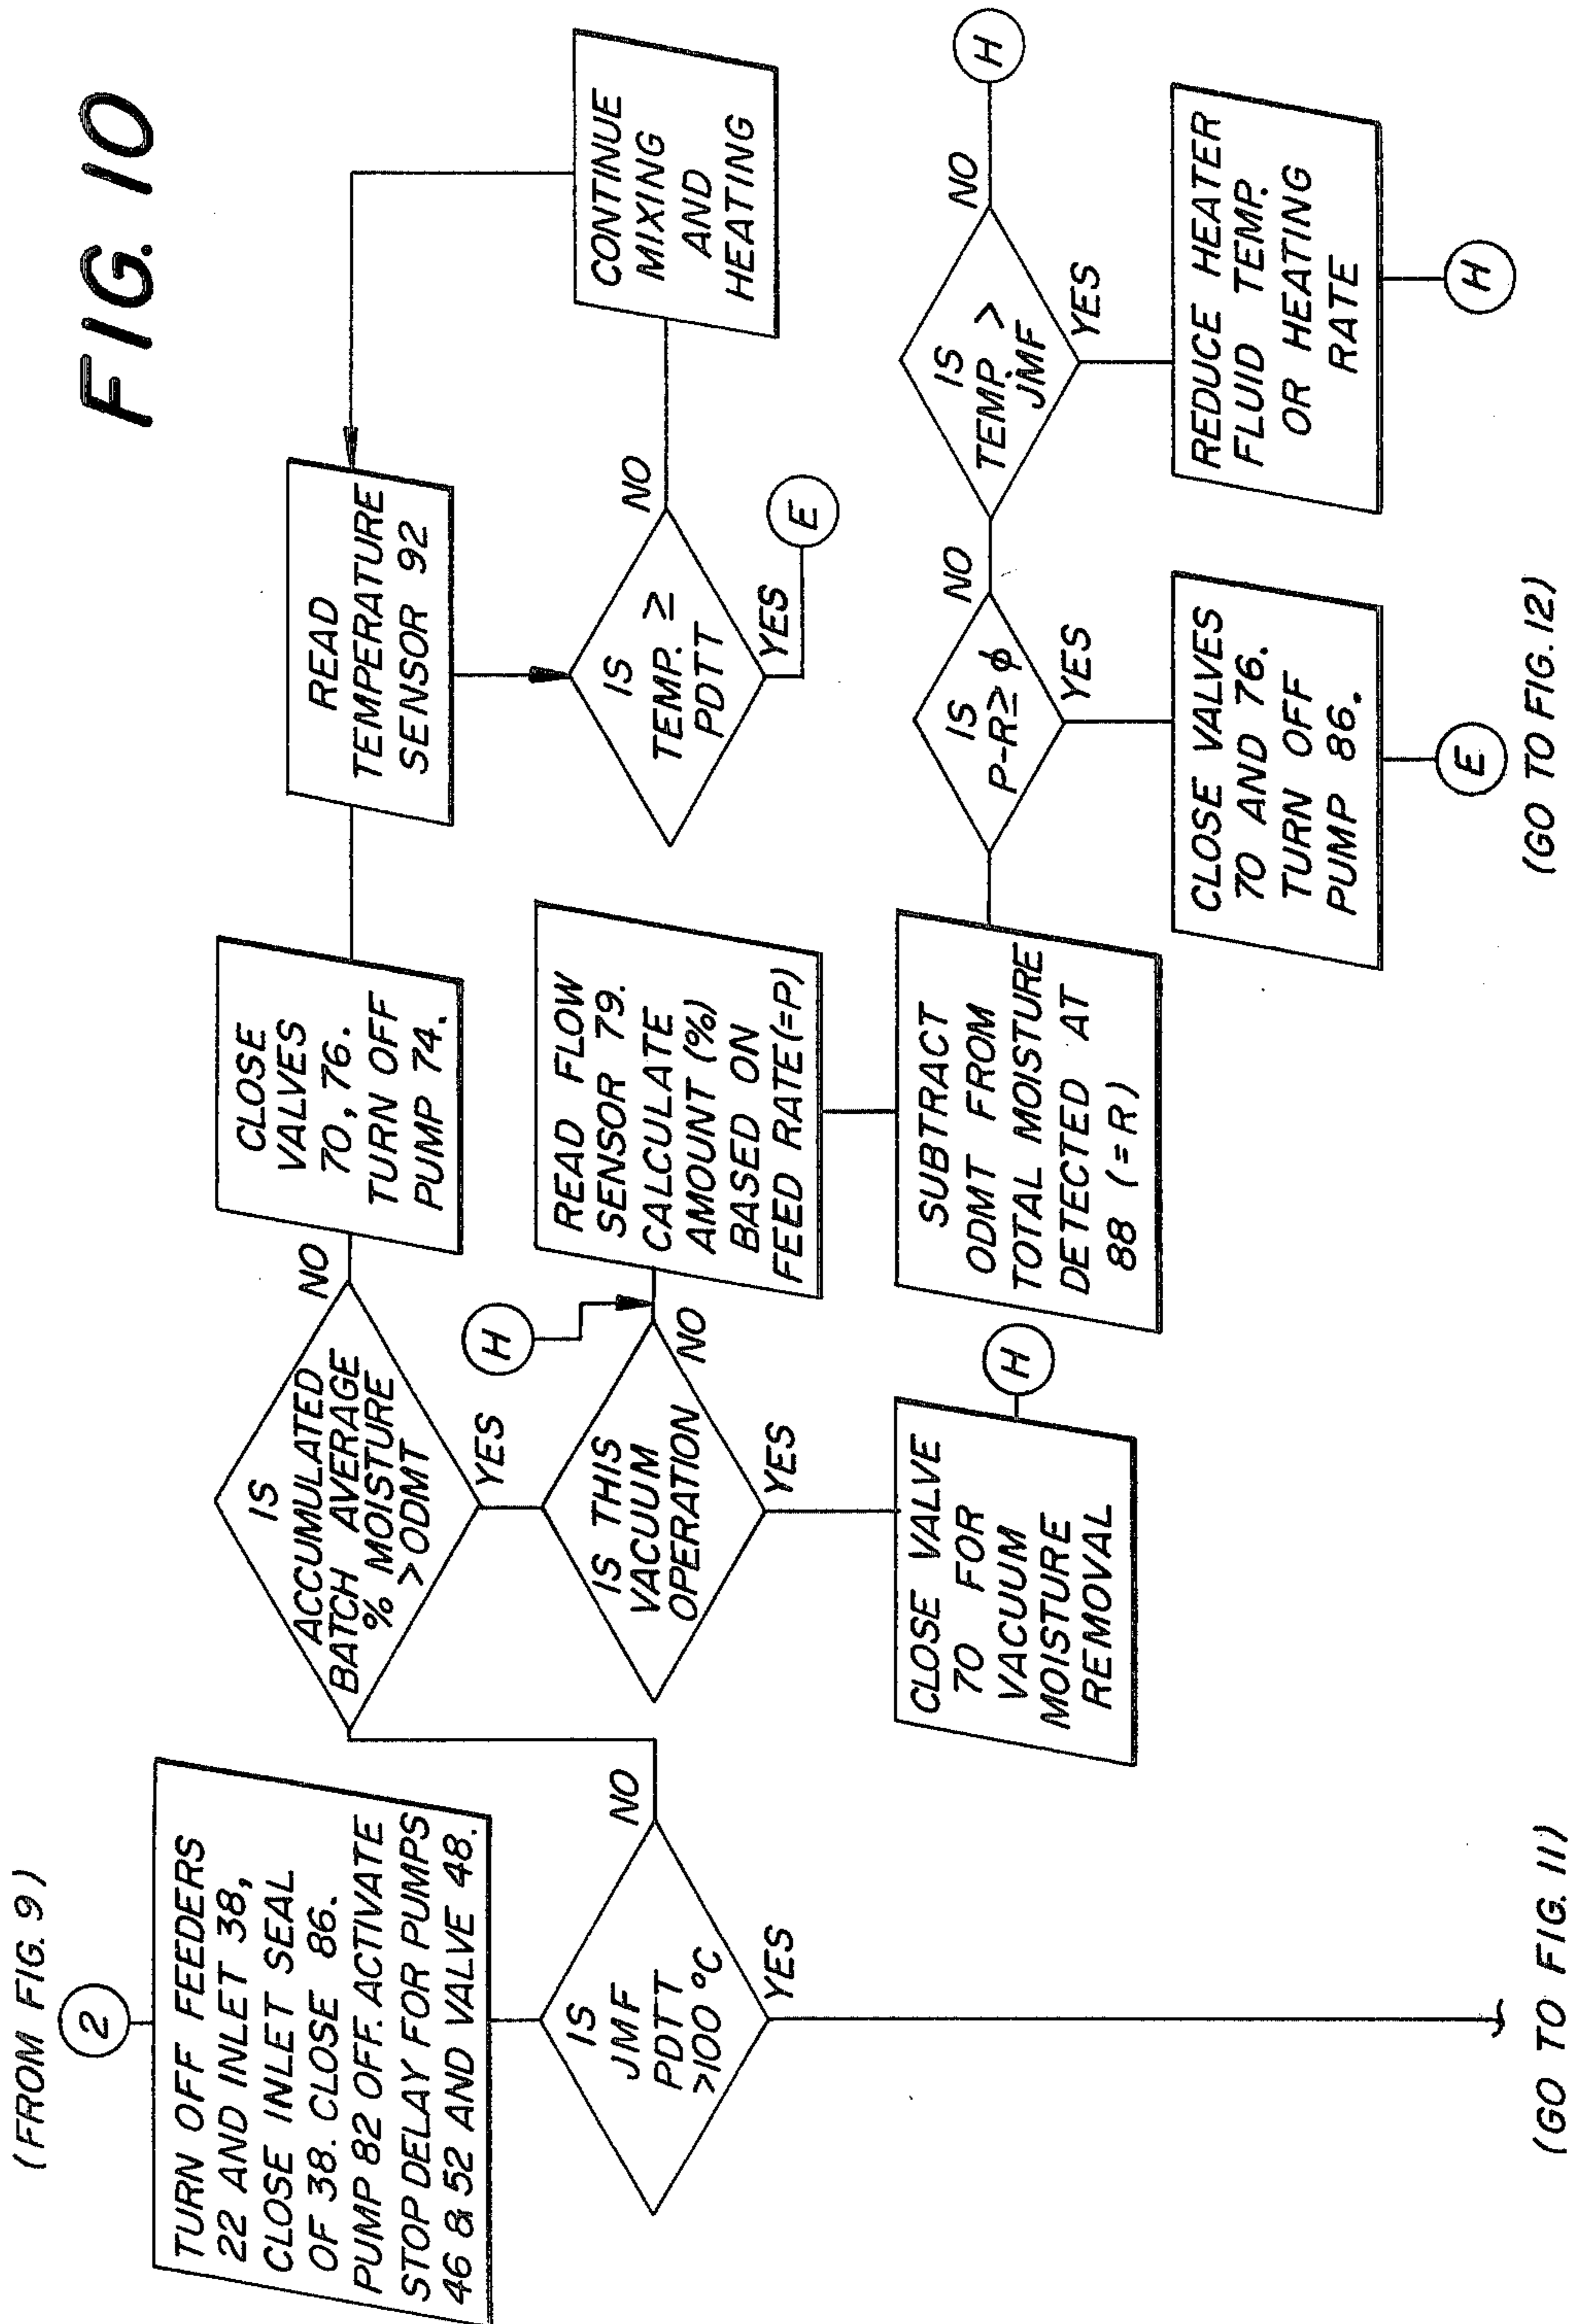 FIG. 10
(FROM FIG. 9)
2
TURN OFF FEEDERS
22 AND INLET 38,
CLOSE INLET SEAL
OF 38. CLOSE 86.
PUMP 82 OFF. ACTIVATE
STOP DELAY FOR PUMPS
46 & 52 AND VALVE 48.
IS
JMF
PDTT
>100 °C
YES
(GO TO FIG. 11)
NO
IS
ACCUMULATED
BATCH AVERAGE
% MOISTURE
>ODMT
NO
CLOSE
VALVES
70, 76.
TURN OFF
PUMP 74.
READ
TEMPERATURE
SENSOR 92
IS
TEMP. ≥
PDTT
NO
CONTINUE
MIXING
AND
HEATING
YES
E
YES
IS THIS
VACUUM
OPERATION
YES
CLOSE VALVE
70 FOR
VACUUM
MOISTURE
REMOVAL
H
NO
H
READ FLOW
SENSOR 79.
CALCULATE
AMOUNT (%)
BASED ON
FEED RATE(=P)
SUBTRACT
ODMT FROM
TOTAL MOISTURE
DETECTED AT
88 (=R)
IS
P-R≥ ϕ
YES
CLOSE VALVES
70 AND 76.
TURN OFF
PUMP 86.
E
(GO TO FIG. 12)
NO
IS
TEMP. >
JMF
NO
H
YES
REDUCE HEATER
FLUID TEMP.
OR HEATING
RATE
H